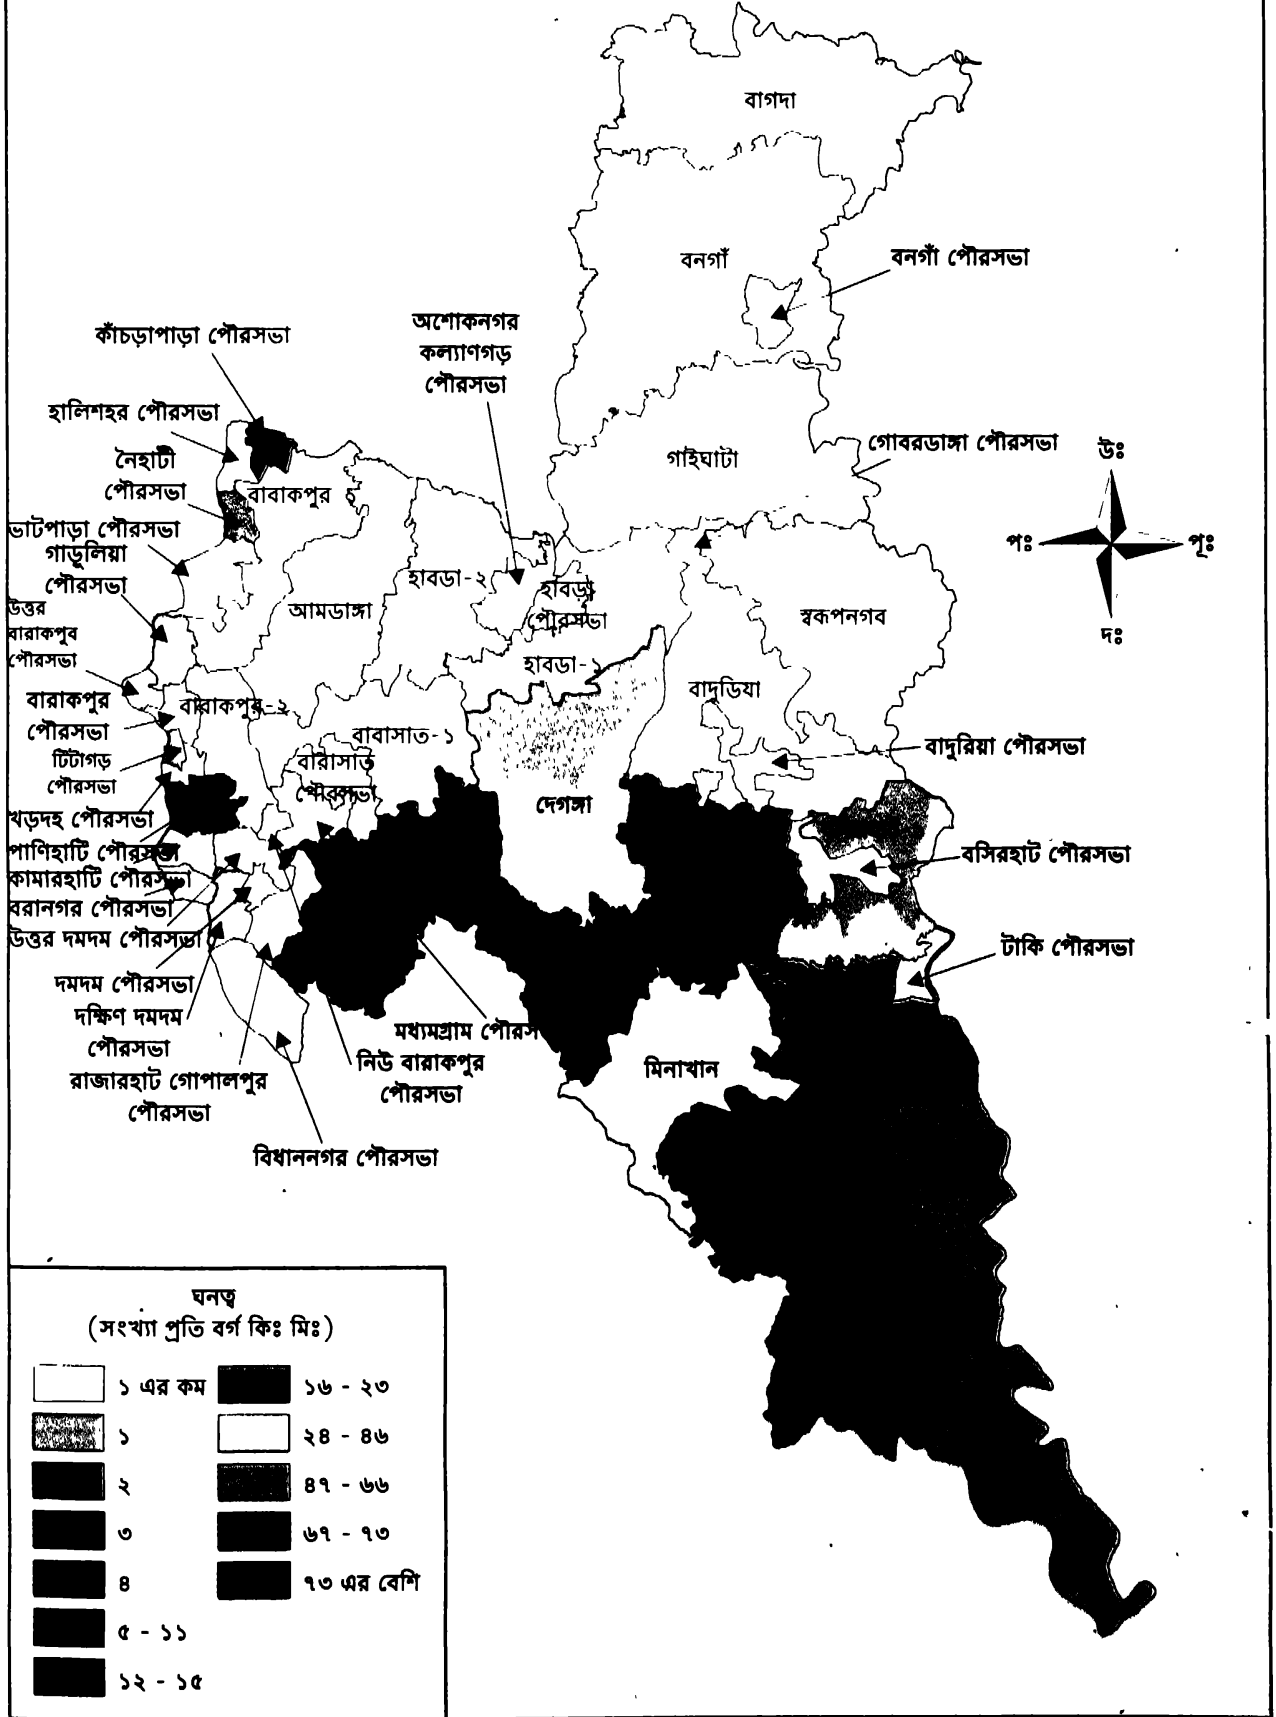 বাগদা
বনগাঁ
বনগাঁ পৌরসভা
অশোকনগর
কল্যাণগড়
পৌরসভা
কাঁচড়াপাড়া পৌরসভা
হালিশহর পৌরসভা
গোবরডাঙ্গা পৌরসভা
গাইঘাটা
নৈহাটী
পৌরসভা
বাবাকপুর ১
উঃ
পঃ
পূঃ
দঃ
ভাটপাড়া পৌরসভা
গাড়ূলিয়া
পৌরসভা
হাবডা-২
হাবড়া
পৌরসভা
আমডাঙ্গা
স্বরূপনগব
উত্তর
বারাকপুব
পৌরসভা
হাবডা-১
বাদুডিযা
বারাকপুর
পৌরসভা
বারাকপুর-২
বাবাসাত-১
টিটাগড়
পৌরসভা
বারাসাত
পৌরসভা
বাদুরিয়া পৌরসভা
দেগঙ্গা
খড়দহ পৌরসভা
পাণিহাটি পৌরসভা
কামারহাটি পৌরসভা
বরানগর পৌরসভা
উত্তর দমদম পৌরসভা
বসিরহাট পৌরসভা
টাকি পৌরসভা
দমদম পৌরসভা
দক্ষিণ দমদম
পৌরসভা
রাজারহাট গোপালপুর
পৌরসভা
মধ্যমগ্রাম পৌরস
নিউ বারাকপুর
পৌরসভা
মিনাখান
বিধাননগর পৌরসভা
ঘনত্ব
(সংখ্যা প্রতি বর্গ কিঃ মিঃ)
১ এর কম
১
২
৩
৪
৫ - ১১
১২ - ১৫
১৬ - ২৩
২৪ - ৪৬
৪৭ - ৬৬
৬৭ - ৭৩
৭৩ এর বেশি